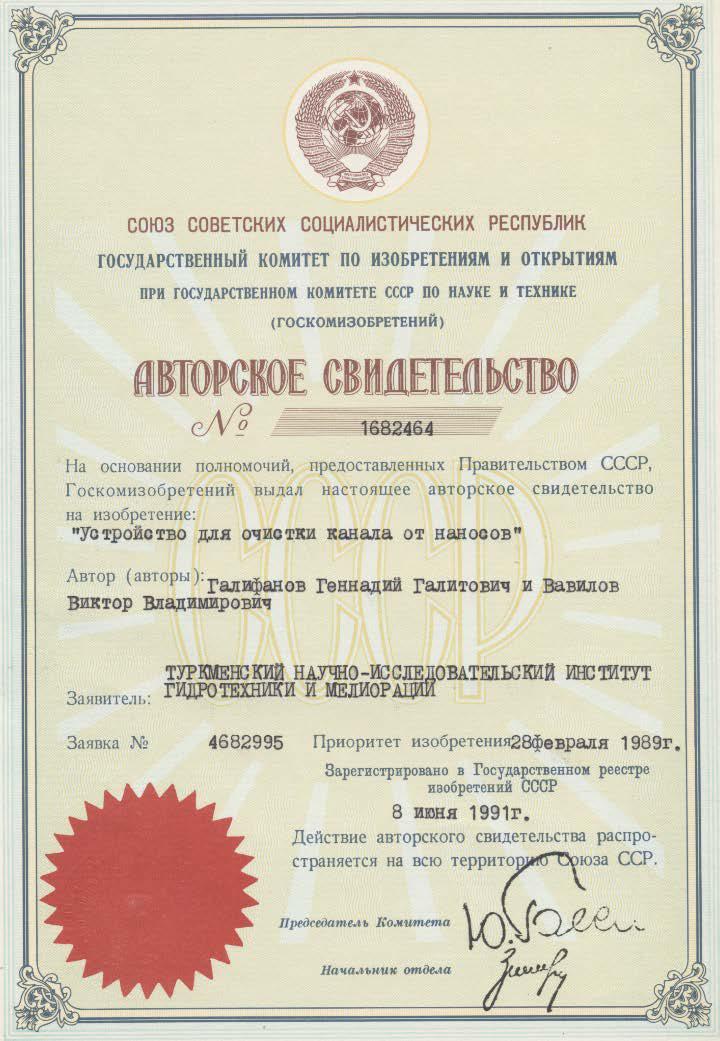 СОЮЗ СОВЕТСКИХ СОЦИАЛИСТИЧЕСКИХ РЕСПУБЛИК
ГОСУДАРСТВЕННЫЙ КОМИТЕТ ПО ИЗОБРЕТЕНИЯМ И ОТКРЫТИЯМ
ПРИ ГОСУДАРСТВЕННОМ КОМИТЕТЕ СССР ПО НАУКЕ И ТЕХНИКЕ
(ГОСКОМИЗОБРЕТЕНИЙ)
АВТОРСКОЕ СВИДЕТЕЛЬСТВО
№ 1682464
На основании полномочий, предоставленных Правительством СССР,
Госкомизобретений выдал настоящее авторское свидетельство
на изобретение:
"Устройство для очистки канала от наносов"
Автор (авторы): Галифанов Геннадий Галитович и Вавилов
Виктор Владимирович
СССР
ТУРКМЕНСКИЙ НАУЧНО-ИССЛЕДОВАТЕЛЬСКИЙ ИНСТИТУТ
Заявитель: ГИДРОТЕХНИКИ И МЕЛИОРАЦИИ
Заявка № 4682995 Приоритет изобретения 28февраля 1989г.
Зарегистрировано в Государственном реестре
изобретений СССР
8 июня 1991г.
Действие авторского свидетельства распро-
страняется на всю территорию Союза ССР.
Председатель Комитета
Начальник отдела